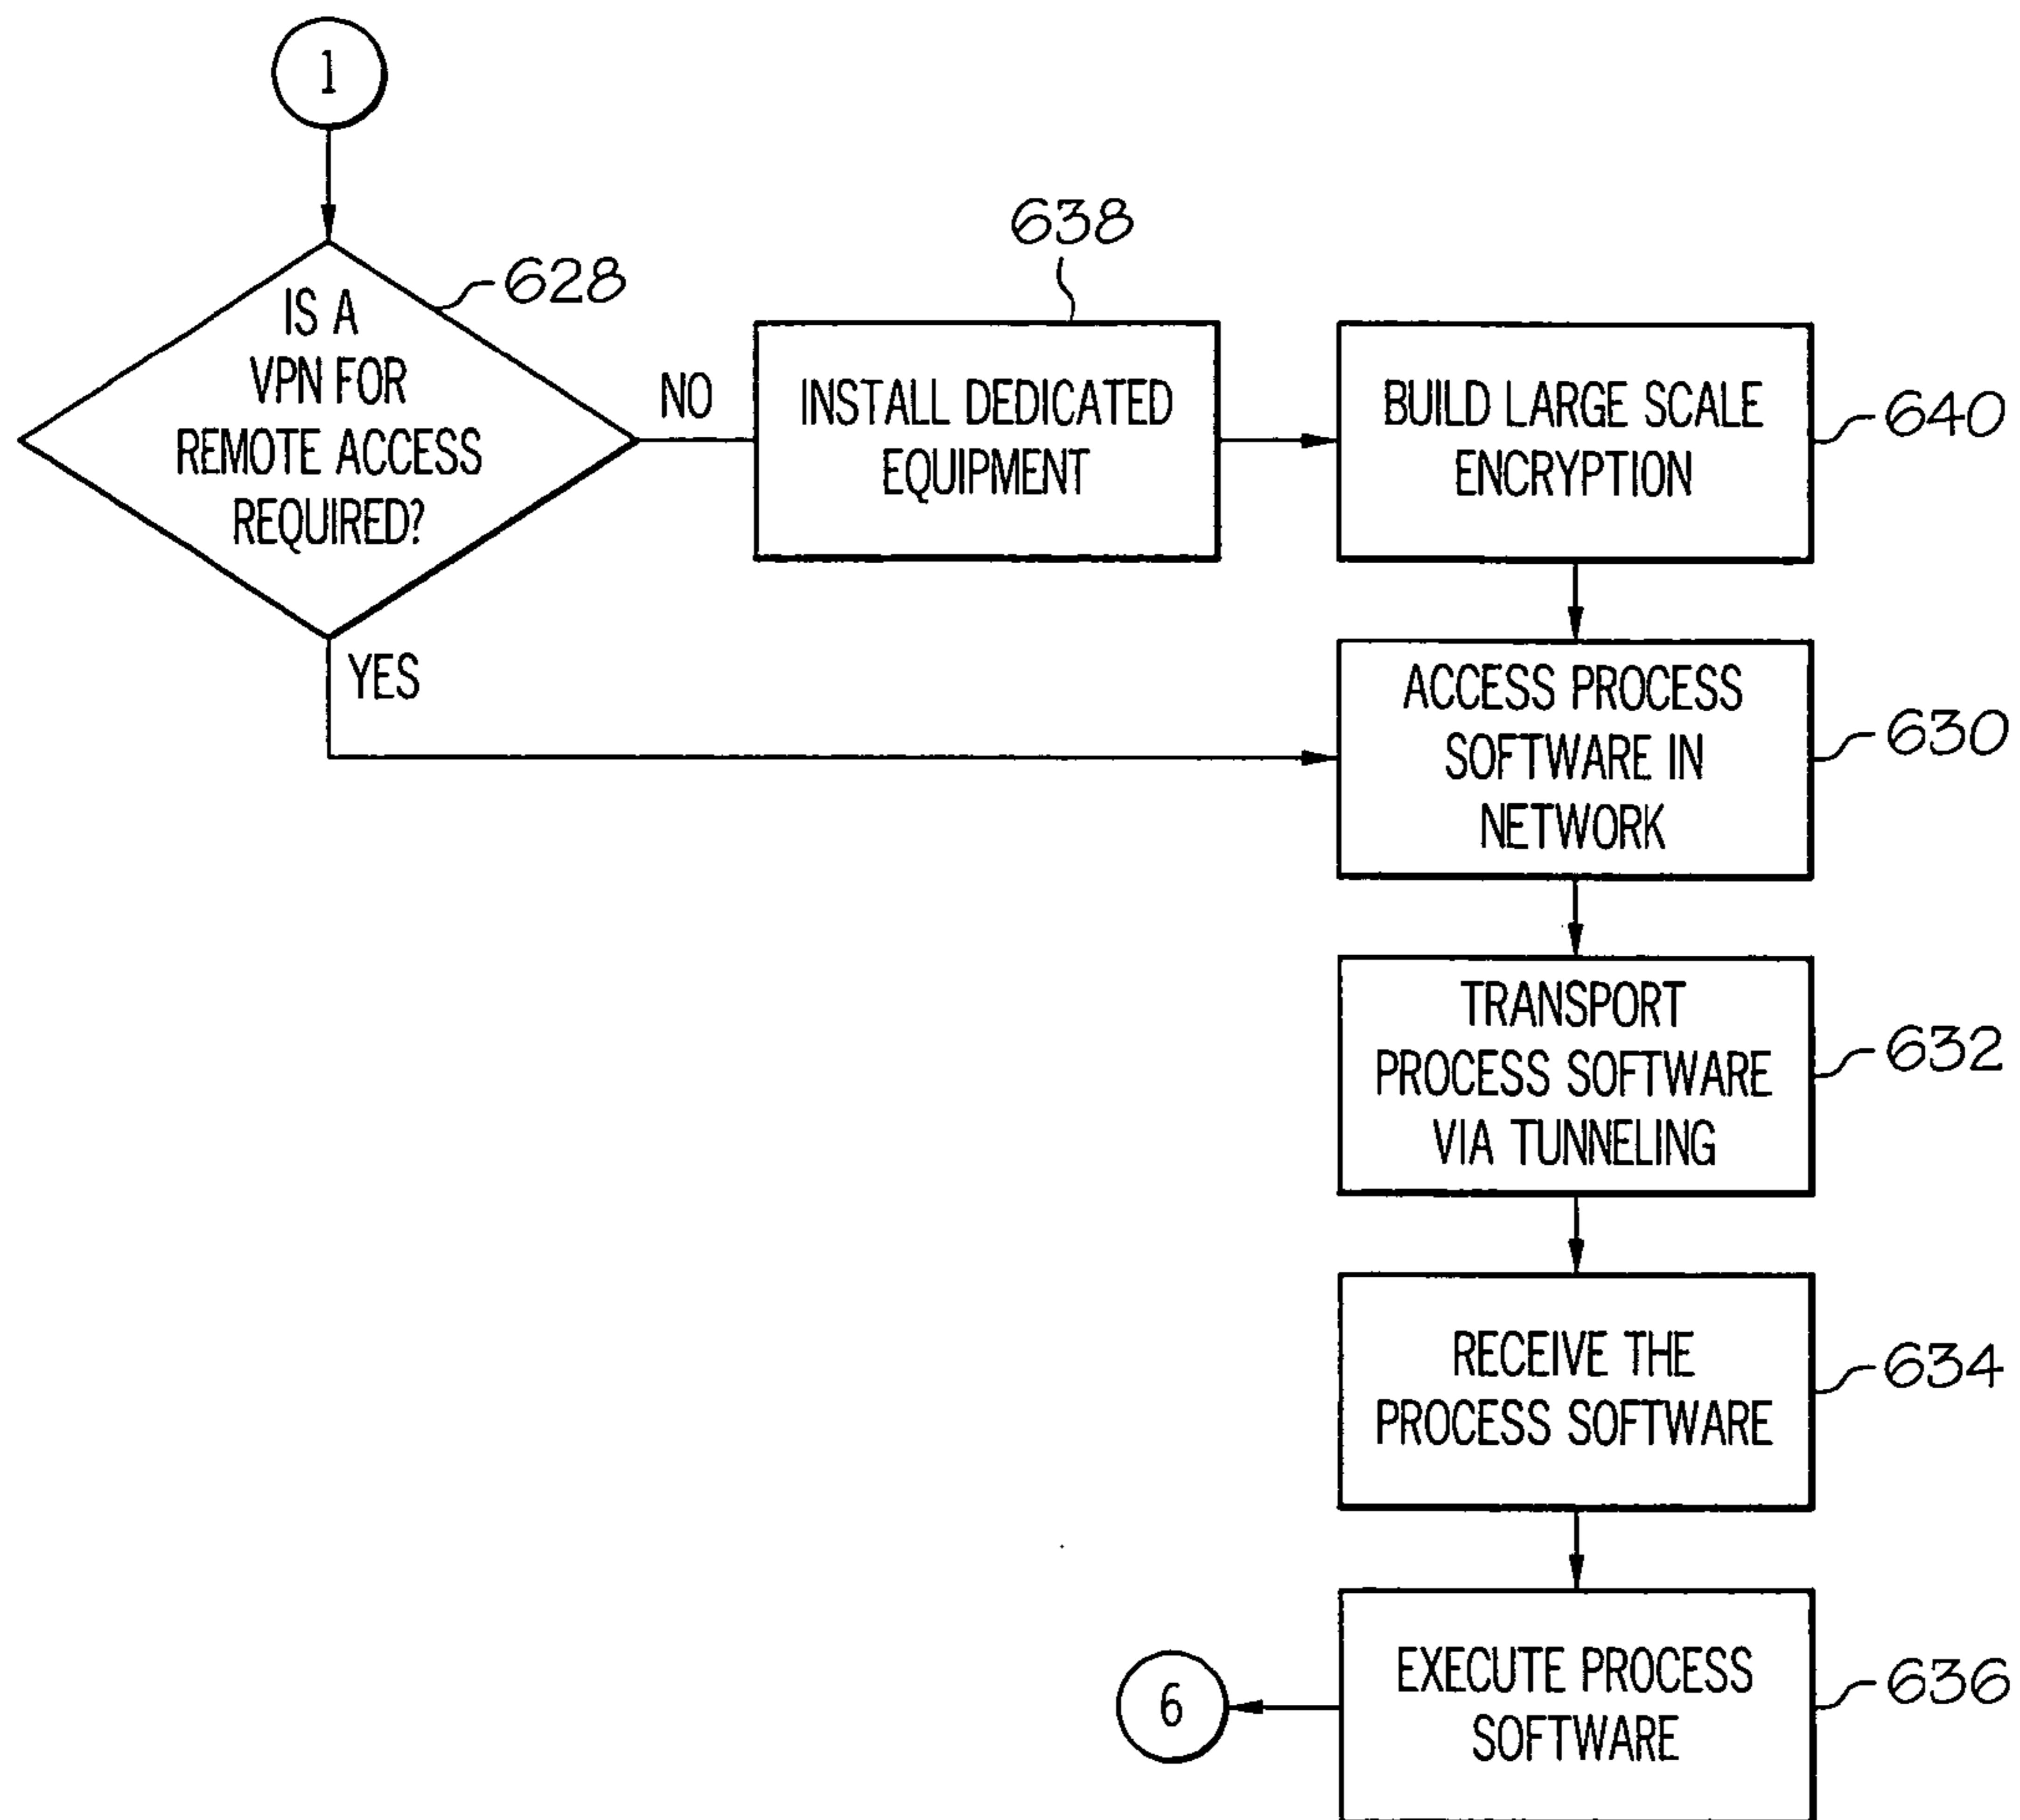 1
IS A
VPN FOR
REMOTE ACCESS
REQUIRED?
628
NO
YES
638
INSTALL DEDICATED
EQUIPMENT
BUILD LARGE SCALE
ENCRYPTION
640
ACCESS PROCESS
SOFTWARE IN
NETWORK
630
TRANSPORT
PROCESS SOFTWARE
VIA TUNNELING
632
RECEIVE THE
PROCESS SOFTWARE
634
EXECUTE PROCESS
SOFTWARE
636
6